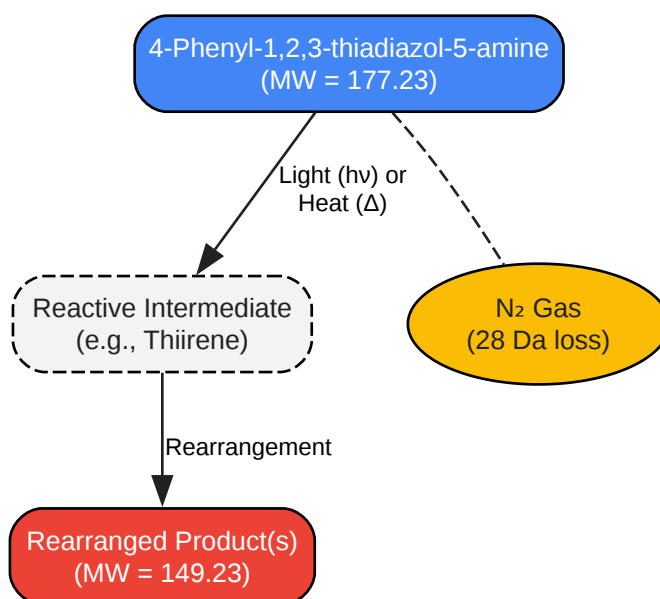 4-Phenyl-1,2,3-thiadiazol-5-amine
(MW = 177.23)
Light (hν) or
Heat (Δ)
Reactive Intermediate
(e.g., Thiirene)
N₂ Gas
(28 Da loss)
Rearrangement
Rearranged Product(s)
(MW = 149.23)